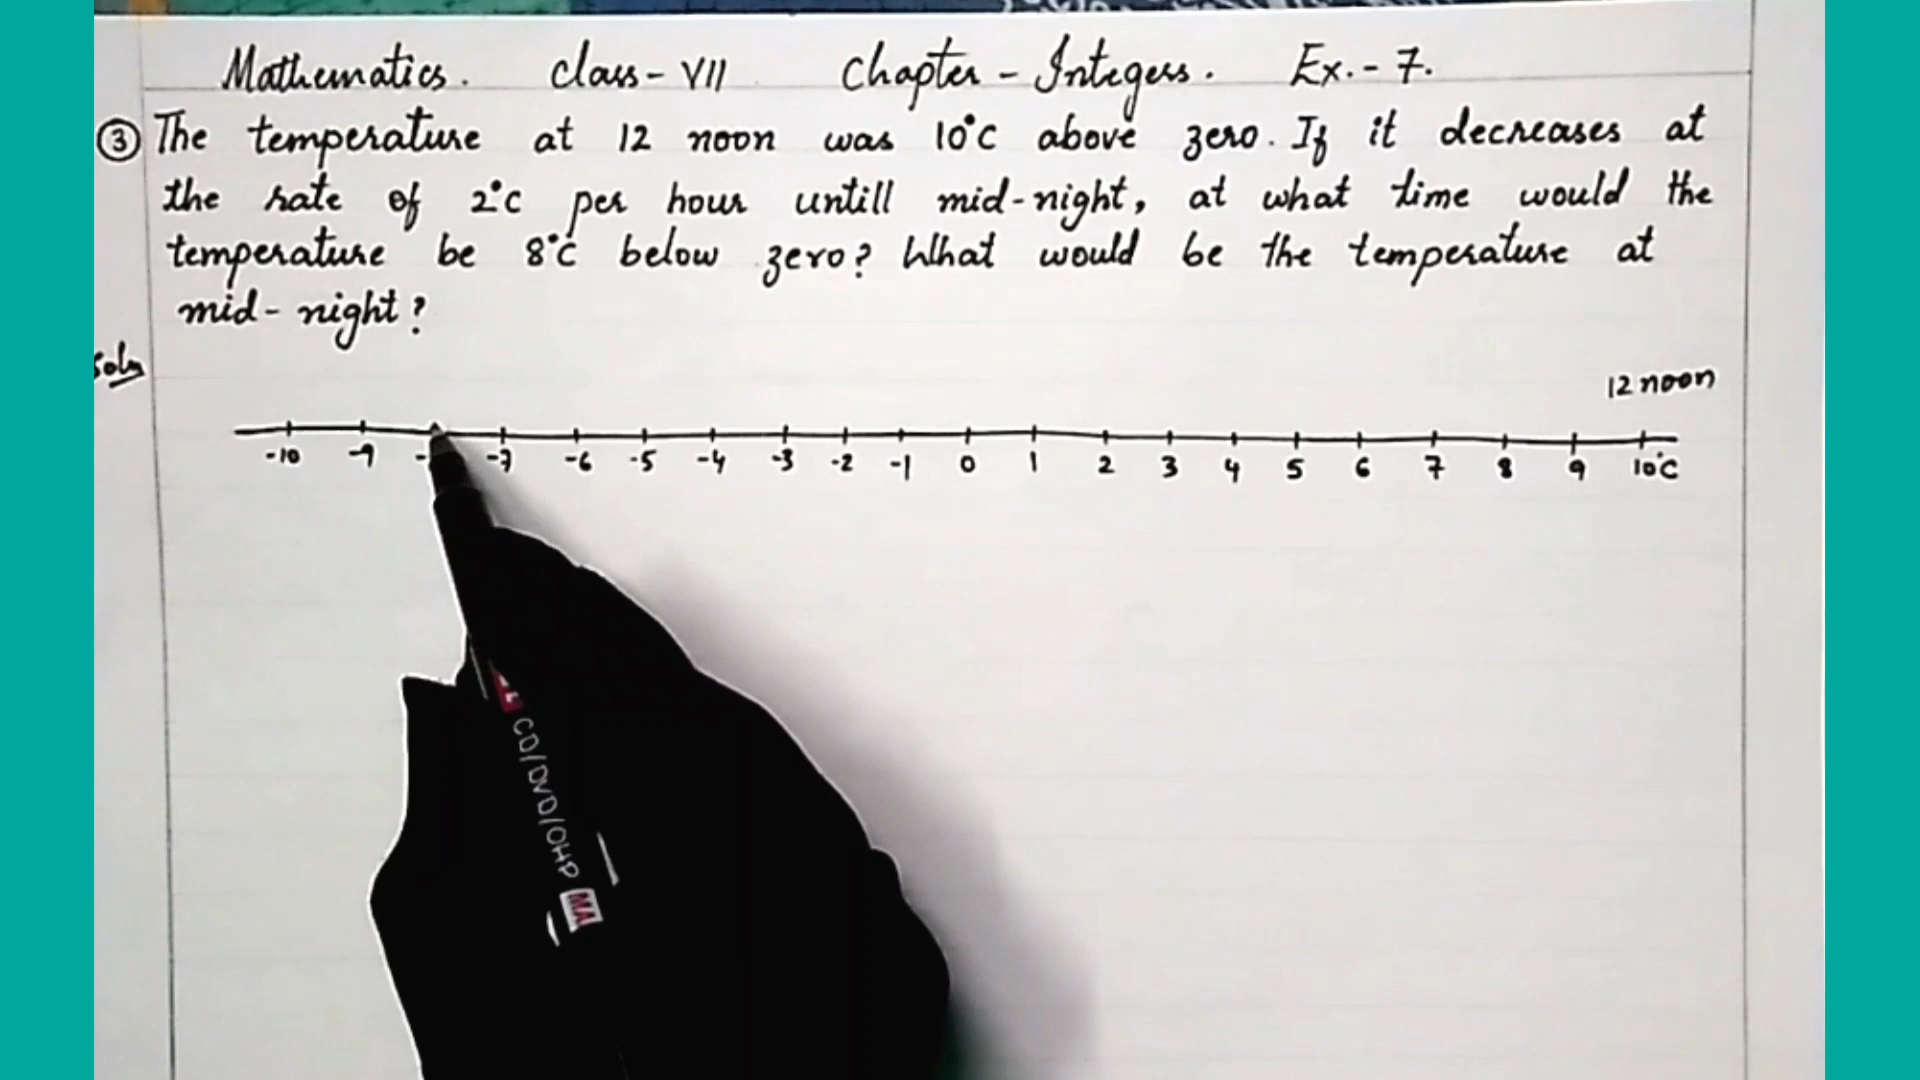 Mathematics. Class - VII Chapter - Integers. Ex. - 7.
③ The temperature at 12 noon was 10°C above zero. If it decreases at
the rate of 2°C per hour untill mid-night, at what time would the
temperature be 8°C below zero? What would be the temperature at
mid-night?
Soln
12 noon
-10 -9 - -7 -6 -5 -4 -3 -2 -1 0 1 2 3 4 5 6 7 8 9 10°C
CD/DVD/OHP